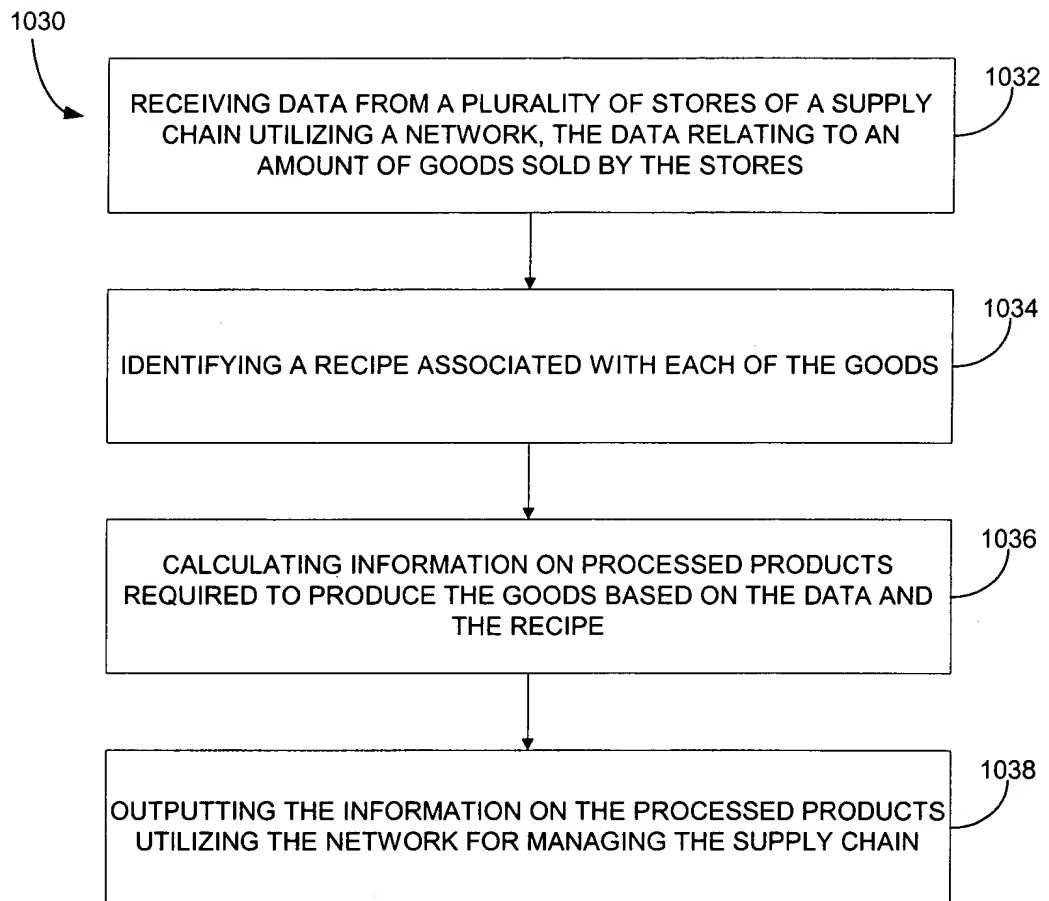 1030
1032
RECEIVING DATA FROM A PLURALITY OF STORES OF A SUPPLY
CHAIN UTILIZING A NETWORK, THE DATA RELATING TO AN
AMOUNT OF GOODS SOLD BY THE STORES
1034
IDENTIFYING A RECIPE ASSOCIATED WITH EACH OF THE GOODS
1036
CALCULATING INFORMATION ON PROCESSED PRODUCTS
REQUIRED TO PRODUCE THE GOODS BASED ON THE DATA AND
THE RECIPE
1038
OUTPUTTING THE INFORMATION ON THE PROCESSED PRODUCTS
UTILIZING THE NETWORK FOR MANAGING THE SUPPLY CHAIN